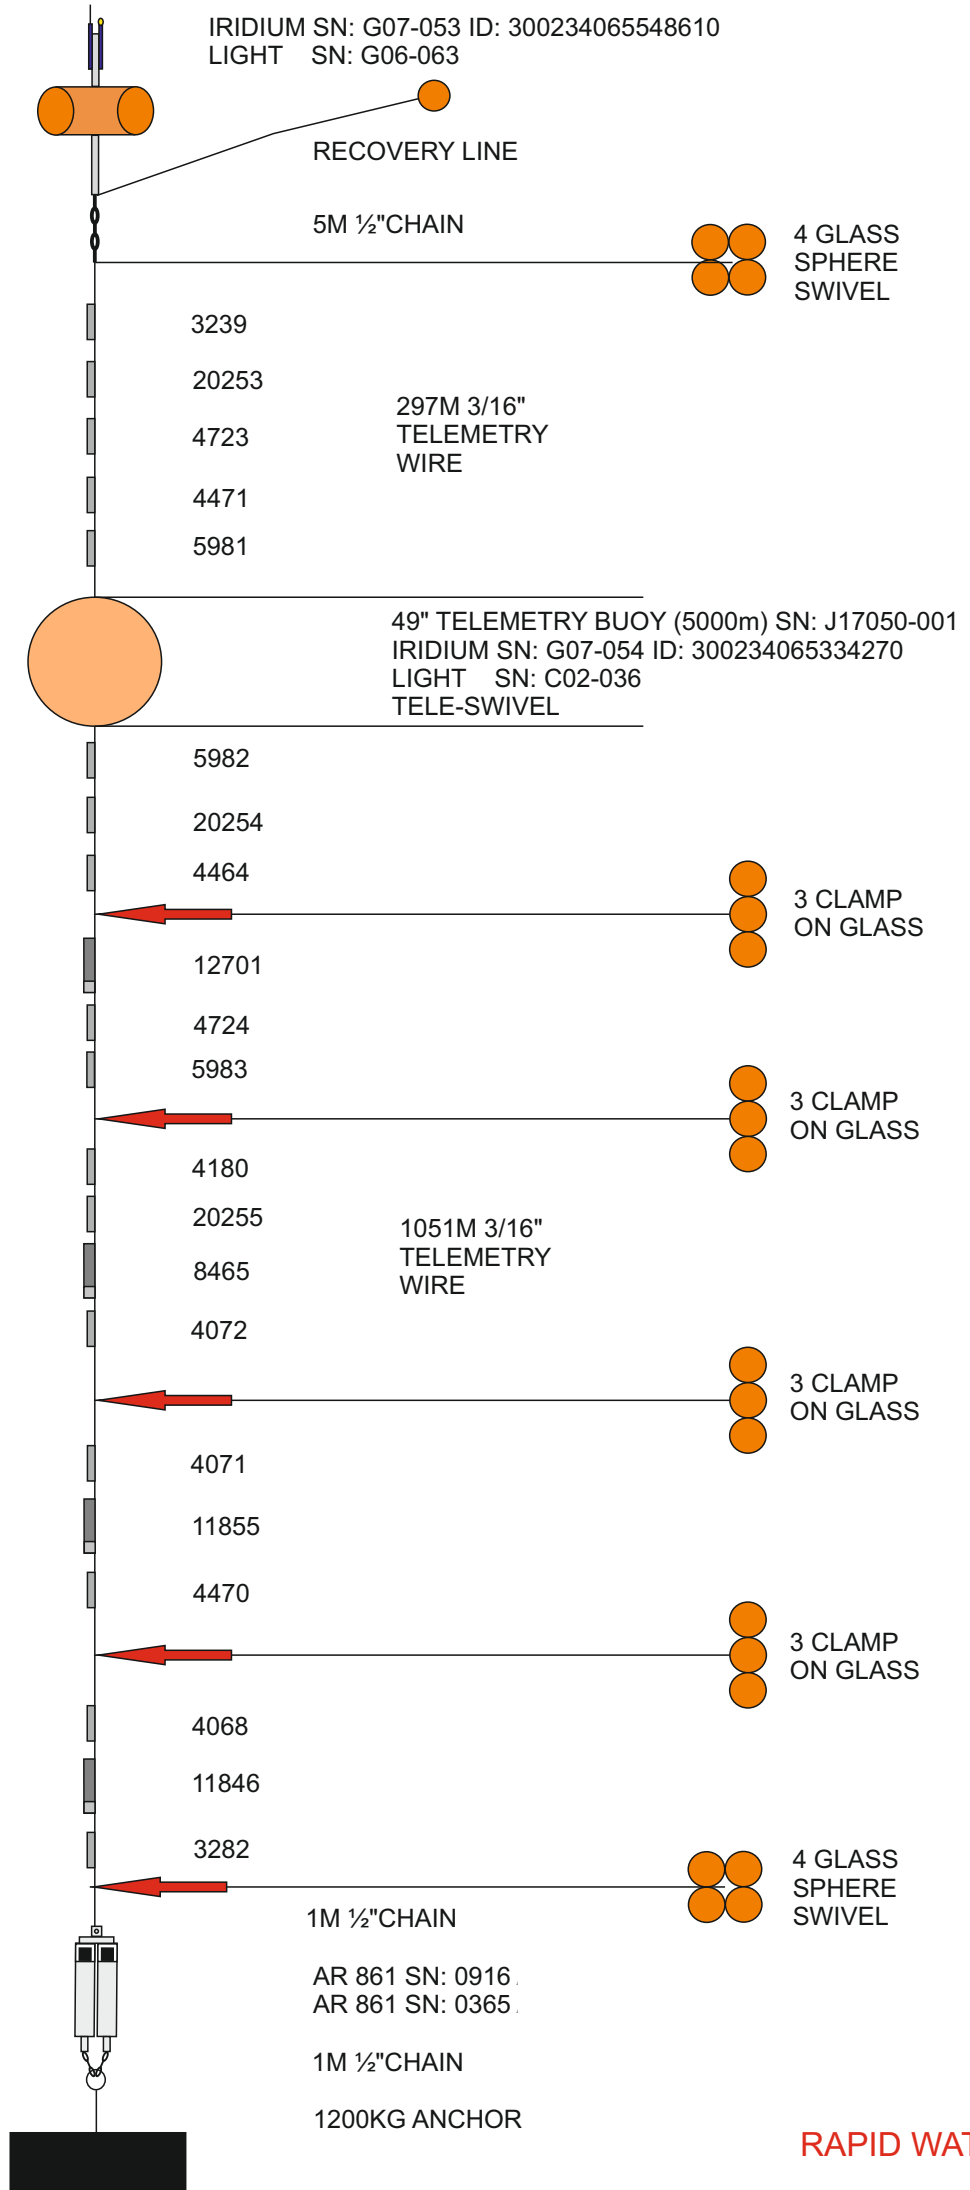 IRIDIUM SN: G07-053 ID: 300234065548610
LIGHT SN: G06-063
RECOVERY LINE
5M ½"CHAIN
4 GLASS
SPHERE
SWIVEL
3239
20253
297M 3/16"
TELEMETRY
WIRE
4723
4471
5981
49" TELEMETRY BUOY (5000m) SN: J17050-001
IRIDIUM SN: G07-054 ID: 300234065334270
LIGHT SN: C02-036
TELE-SWIVEL
5982
20254
4464
3 CLAMP
ON GLASS
12701
4724
5983
3 CLAMP
ON GLASS
4180
20255
1051M 3/16"
TELEMETRY
WIRE
8465
4072
3 CLAMP
ON GLASS
4071
11855
4470
3 CLAMP
ON GLASS
4068
11846
3282
4 GLASS
SPHERE
SWIVEL
1M ½"CHAIN
AR 861 SN: 0916
AR 861 SN: 0365
1M ½"CHAIN
1200KG ANCHOR
RAPID WAT